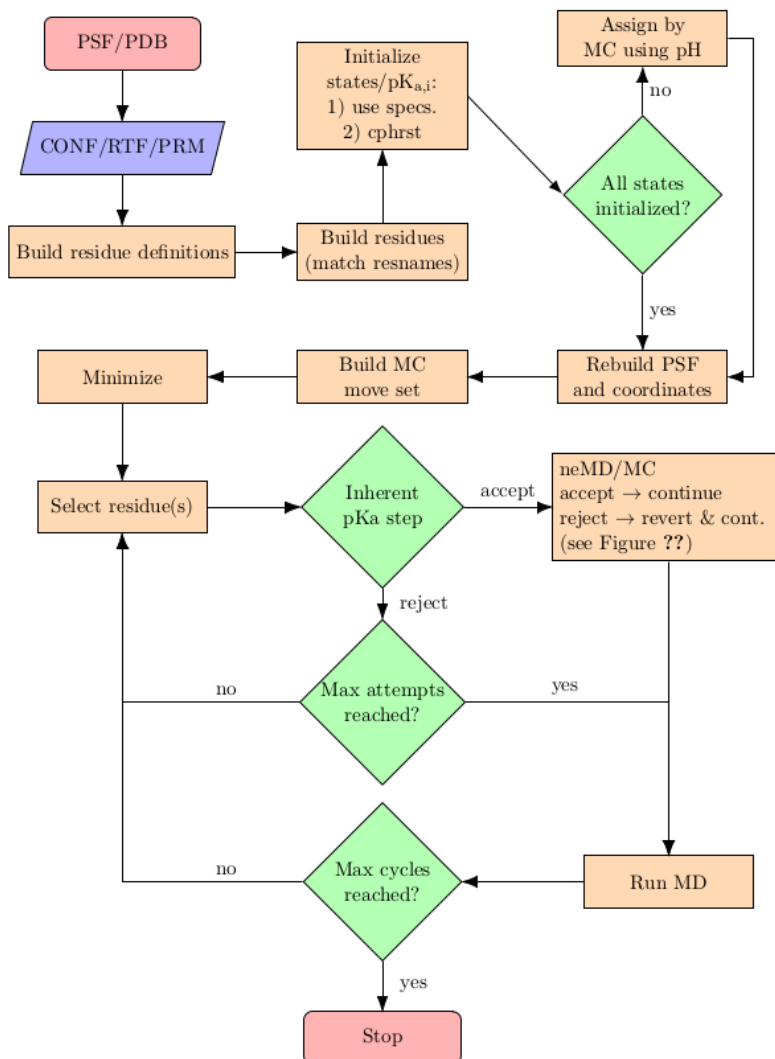 PSF/PDB
CONF/RTF/PRM
Build residue definitions
Build residues
(match resnames)
Initialize
states/pKa,i:
1) use specs.
2) cphrst
All states
initialized?
no
Assign by
MC using pH
yes
Rebuild PSF
and coordinates
Build MC
move set
Minimize
Select residue(s)
Inherent
pKa step
accept
neMD/MC
accept → continue
reject → revert & cont.
(see Figure ??)
reject
Max attempts
reached?
no
yes
Run MD
Max cycles
reached?
no
yes
Stop